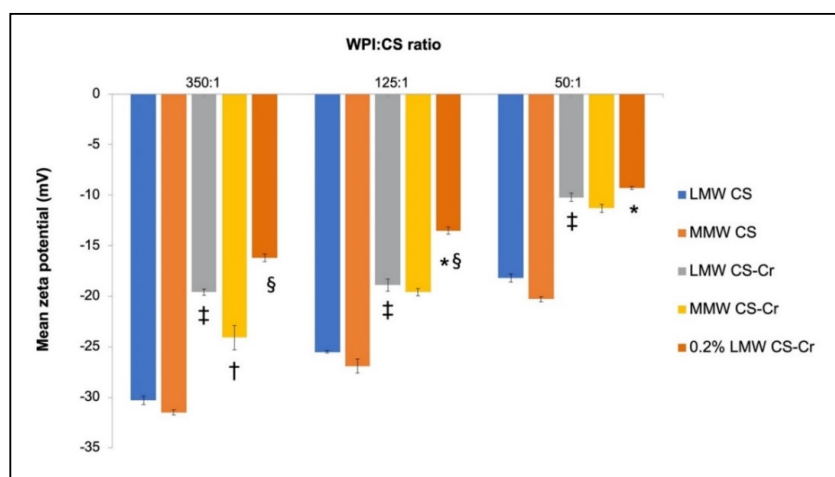 WPI:CS ratio
350:1 125:1 50:1
0
-5
-10
-15
-20
-25
-30
-35
Mean zeta potential (mV)
‡ † § ‡ * § ‡ *
LMW CS
MMW CS
LMW CS-Cr
MMW CS-Cr
0.2% LMW CS-Cr